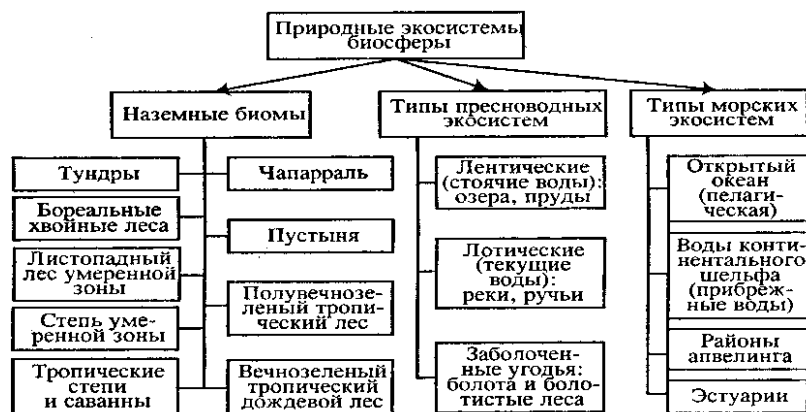 Природные экосистемы
биосферы
Наземные биомы
Типы пресноводных
экосистем
Типы морских
экосистем
Тундры
Бореальные
хвойные леса
Листопадный
лес умеренной
зоны
Степь уме-
ренной зоны
Тропические
степи
и саванны
Чапарраль
Пустыня
Полувечнозе-
леный тропи-
ческий лес
Вечнозеленый
тропический
дождевой лес
Лентические
(стоячие воды):
озера, пруды
Лотические
(текущие
воды):
реки, ручьи
Заболочен-
ные угодья:
болота и боло-
тистые леса
Открытый
океан
(пелаги-
ческая)
Воды конти-
нентального
шельфа
(прибреж-
ные воды)
Районы
апвелинга
Эстуарии